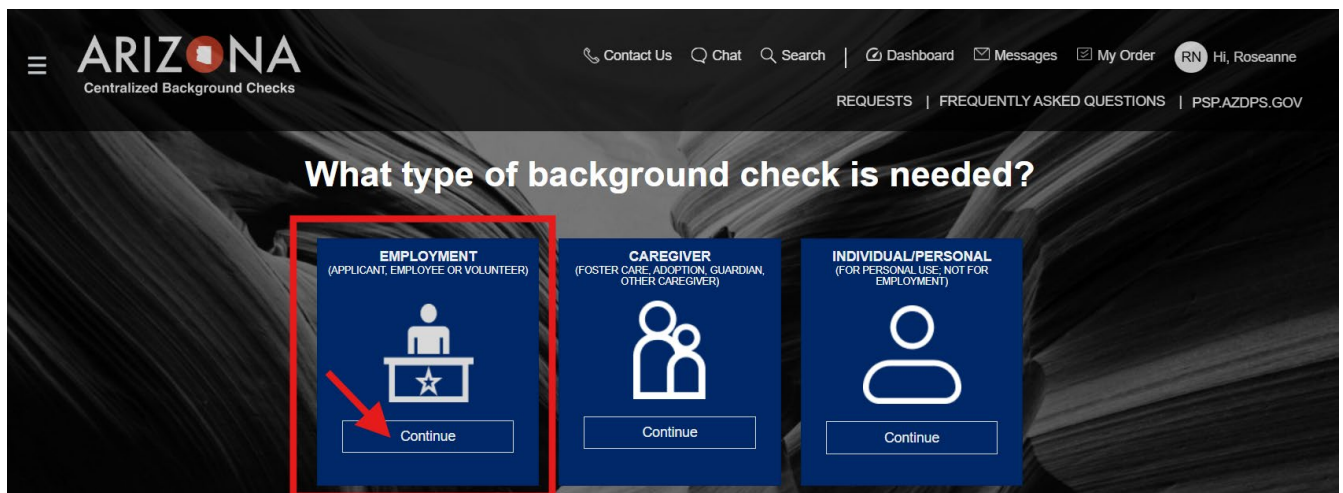 ARIZONA
Centralized Background Checks
Contact Us Chat Search | Dashboard Messages My Order RN Hi, Roseanne
REQUESTS | FREQUENTLY ASKED QUESTIONS | PSP.AZDPS.GOV
What type of background check is needed?
EMPLOYMENT
(APPLICANT, EMPLOYEE OR VOLUNTEER)
Continue
CAREGIVER
(FOSTER CARE, ADOPTION, GUARDIAN,
OTHER CAREGIVER)
Continue
INDIVIDUAL/PERSONAL
(FOR PERSONAL USE; NOT FOR
EMPLOYMENT)
Continue